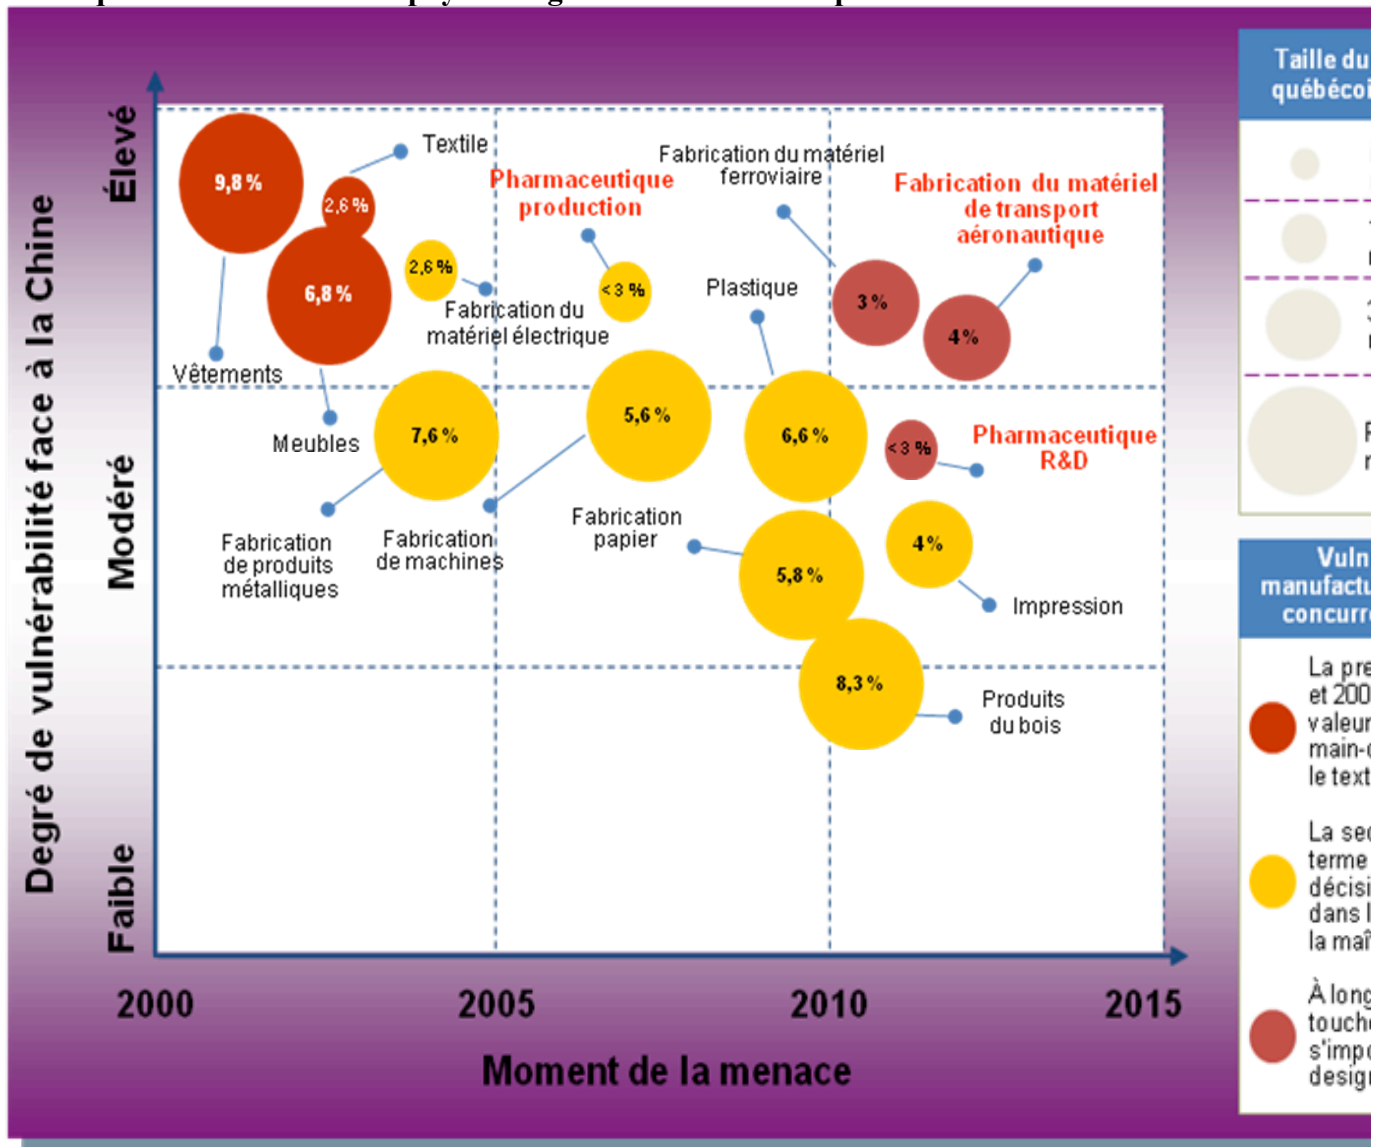 Degré de vulnérabilité face à la Chine
Élevé
Modéré
Faible
9,8 %
2,6 %
Textile
6,8 %
2,6 %
Fabrication du
matériel électrique
Vêtements
Meubles
Pharmaceutique
production
< 3 %
Fabrication du matériel
ferroviaire
3 %
Fabrication du matériel
de transport
aéronautique
4%
Plastique
7,6 %
5,6 %
6,6 %
< 3 %
Pharmaceutique
R&D
Fabrication
de produits
métalliques
Fabrication
de machines
Fabrication
papier
5,8 %
4%
Impression
8,3 %
Produits
du bois
2000
2005
2010
2015
Moment de la menace
Taille du
québécoi
Vuln
manufactu
concurre
La pre
et 200
valeur
main-
le text
La sec
terme
décisi
dans l
la maî
À long
touch
s'impo
design